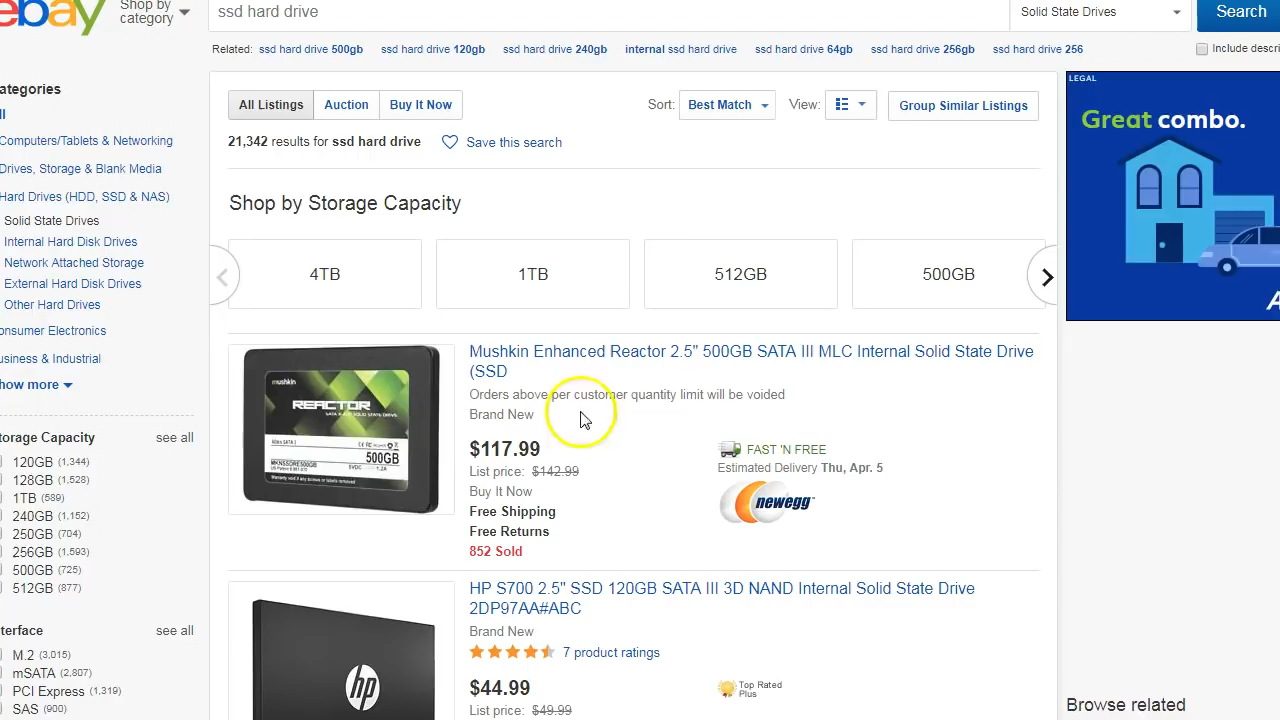 ebay
Shop by
category
ssd hard drive
Solid State Drives
Search
Related: ssd hard drive 500gb ssd hard drive 120gb ssd hard drive 240gb internal ssd hard drive ssd hard drive 64gb ssd hard drive 256gb ssd hard drive 256
Include descri
ategories
ll
Computers/Tablets & Networking
Drives, Storage & Blank Media
Hard Drives (HDD, SSD & NAS)
Solid State Drives
Internal Hard Disk Drives
Network Attached Storage
External Hard Disk Drives
Other Hard Drives
onsumer Electronics
usiness & Industrial
how more
torage Capacity see all
120GB (1,344)
128GB (1,528)
1TB (589)
240GB (1,152)
250GB (704)
256GB (1,593)
500GB (725)
512GB (877)
nterface see all
M.2 (3,015)
mSATA (2,807)
PCI Express (1,319)
SAS (900)
All Listings Auction Buy It Now
Sort: Best Match View: Group Similar Listings
21,342 results for ssd hard drive Save this search
Shop by Storage Capacity
4TB 1TB 512GB 500GB
mushkin
REACTOR
500GB
Mushkin Enhanced Reactor 2.5" 500GB SATA III MLC Internal Solid State Drive
(SSD
Orders above per customer quantity limit will be voided
Brand New
$117.99
List price: $142.99
Buy It Now
Free Shipping
Free Returns
852 Sold
FAST 'N FREE
Estimated Delivery Thu, Apr. 5
newegg
hp
HP S700 2.5" SSD 120GB SATA III 3D NAND Internal Solid State Drive
2DP97AA#ABC
Brand New
7 product ratings
$44.99
List price: $49.99
Top Rated
Plus
LEGAL
Great combo.
A
Browse related